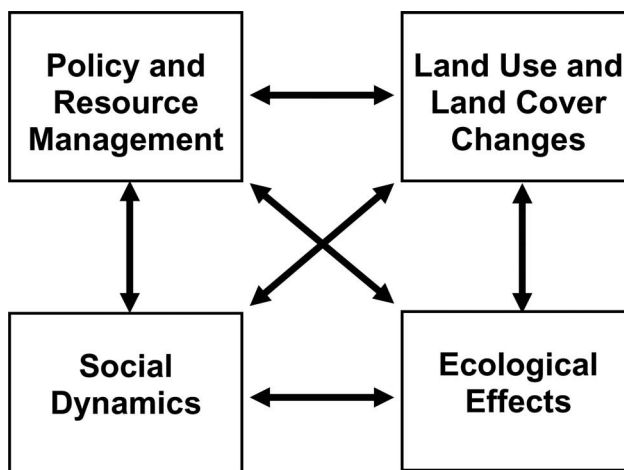 Policy and
Resource
Management
Land Use and
Land Cover
Changes
Social
Dynamics
Ecological
Effects